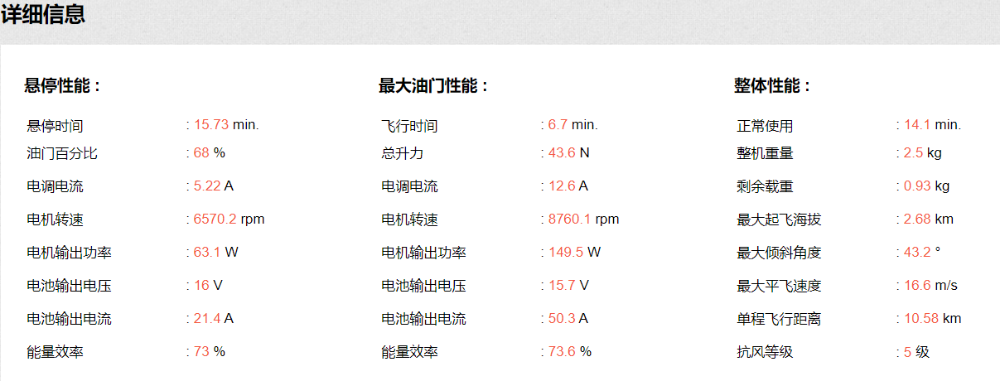 详细信息
悬停性能：
悬停时间 : 15.73 min.
油门百分比 : 68 %
电调电流 : 5.22 A
电机转速 : 6570.2 rpm
电机输出功率 : 63.1 W
电池输出电压 : 16 V
电池输出电流 : 21.4 A
能量效率 : 73 %
最大油门性能：
飞行时间 : 6.7 min.
总升力 : 43.6 N
电调电流 : 12.6 A
电机转速 : 8760.1 rpm
电机输出功率 : 149.5 W
电池输出电压 : 15.7 V
电池输出电流 : 50.3 A
能量效率 : 73.6 %
整体性能：
正常使用 : 14.1 min.
整机重量 : 2.5 kg
剩余载重 : 0.93 kg
最大起飞海拔 : 2.68 km
最大倾斜角度 : 43.2 °
最大平飞速度 : 16.6 m/s
单程飞行距离 : 10.58 km
抗风等级 : 5 级